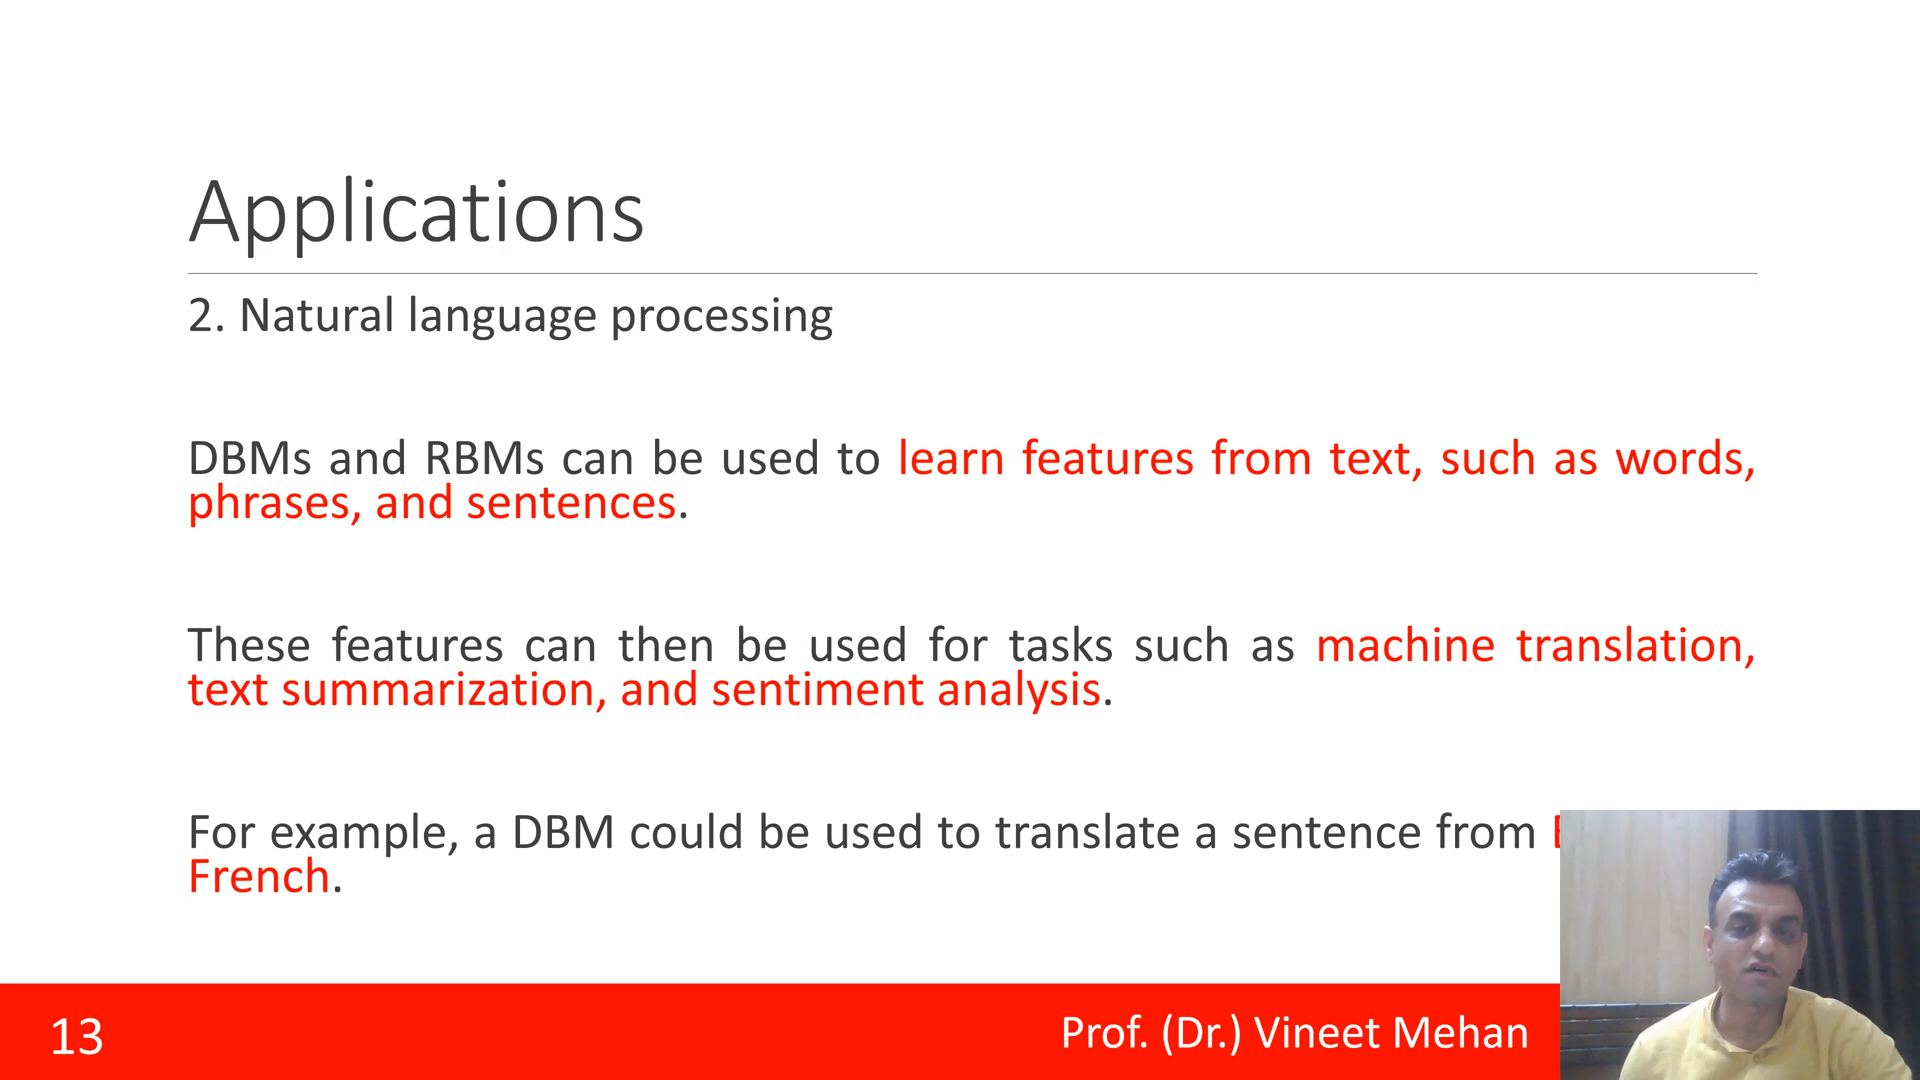 Applications
2. Natural language processing
DBMs and RBMs can be used to learn features from text, such as words,
phrases, and sentences.
These features can then be used for tasks such as machine translation,
text summarization, and sentiment analysis.
For example, a DBM could be used to translate a sentence from
French.
13
Prof. (Dr.) Vineet Mehan